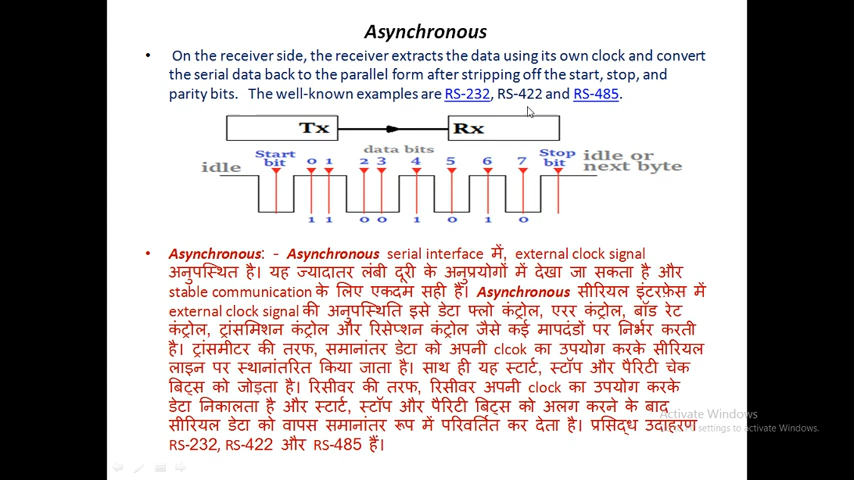 Asynchronous
• On the receiver side, the receiver extracts the data using its own clock and convert
the serial data back to the parallel form after stripping off the start, stop, and
parity bits. The well-known examples are RS-232, RS-422 and RS-485.
Tx Rx
data bits
idle Start bit 0 1 2 3 4 5 6 7 Stop bit idle or next byte
1 1 0 0 1 0 1 0
• Asynchronous: - Asynchronous serial interface में, external clock signal
अनुपस्थित है। यह ज्यादातर लंबी दूरी के अनुप्रयोगों में देखा जा सकता है और
stable communication के लिए एकदम सही है। Asynchronous सीरियल इंटरफ़ेस में
external clock signal की अनुपस्थिति इसे डेटा फ्लो कंट्रोल, एरर कंट्रोल, बॉड रेट
कंट्रोल, ट्रांसमिशन कंट्रोल और रिसेप्शन कंट्रोल जैसे कई मापदंडों पर निर्भर करती
है। ट्रांसमीटर की तरफ, समानांतर डेटा को अपनी clcok का उपयोग करके सीरियल
लाइन पर स्थानांतरित किया जाता है। साथ ही यह स्टार्ट, स्टॉप और पैरिटी चेक
बिट्स को जोड़ता है। रिसीवर की तरफ, रिसीवर अपनी clock का उपयोग करके
डेटा निकालता है और स्टार्ट, स्टॉप और पैरिटी बिट्स को अलग करने के बाद
सीरियल डेटा को वापस समानांतर रूप में परिवर्तित कर देता है। प्रसिद्ध उदाहरण
RS-232, RS-422 और RS-485 हैं।
Activate Windows
settings to activate Windows.